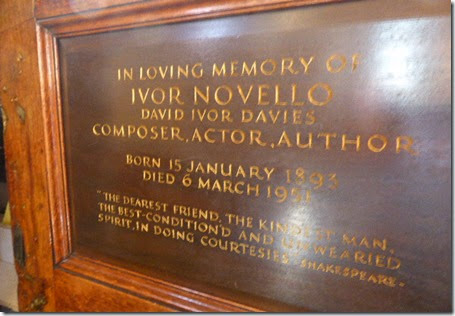 IN LOVING MEMORY OF
IVOR NOVELLO
DAVID IVOR DAVIES.
COMPOSER, ACTOR, AUTHOR.
BORN 15 JANUARY 1893
DIED 6 MARCH 1951
"THE DEAREST FRIEND, THE KINDEST MAN,
THE BEST-CONDITION'D AND UNWEARIED
SPIRIT, IN DOING COURTESIES" SHAKESPEARE-